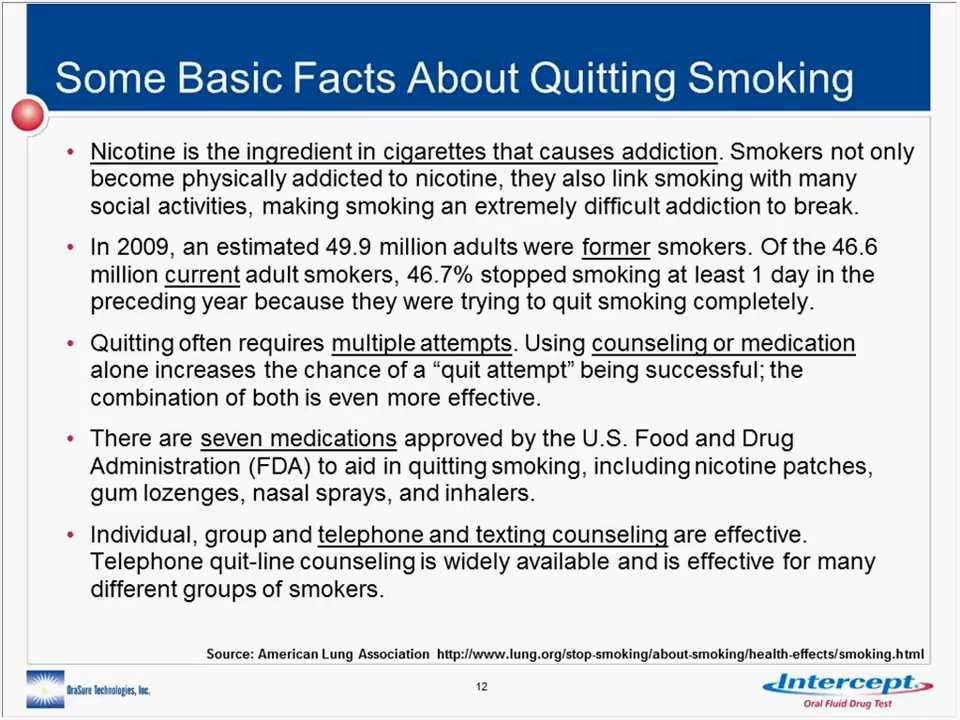 Some Basic Facts About Quitting Smoking
• Nicotine is the ingredient in cigarettes that causes addiction. Smokers not only
become physically addicted to nicotine, they also link smoking with many
social activities, making smoking an extremely difficult addiction to break.
• In 2009, an estimated 49.9 million adults were former smokers. Of the 46.6
million current adult smokers, 46.7% stopped smoking at least 1 day in the
preceding year because they were trying to quit smoking completely.
• Quitting often requires multiple attempts. Using counseling or medication
alone increases the chance of a “quit attempt” being successful; the
combination of both is even more effective.
• There are seven medications approved by the U.S. Food and Drug
Administration (FDA) to aid in quitting smoking, including nicotine patches,
gum lozenges, nasal sprays, and inhalers.
• Individual, group and telephone and texting counseling are effective.
Telephone quit-line counseling is widely available and is effective for many
different groups of smokers.
Source: American Lung Association http://www.lung.org/stop-smoking/about-smoking/health-effects/smoking.html
OraSure Technologies, Inc.
12
Intercept®
Oral Fluid Drug Test